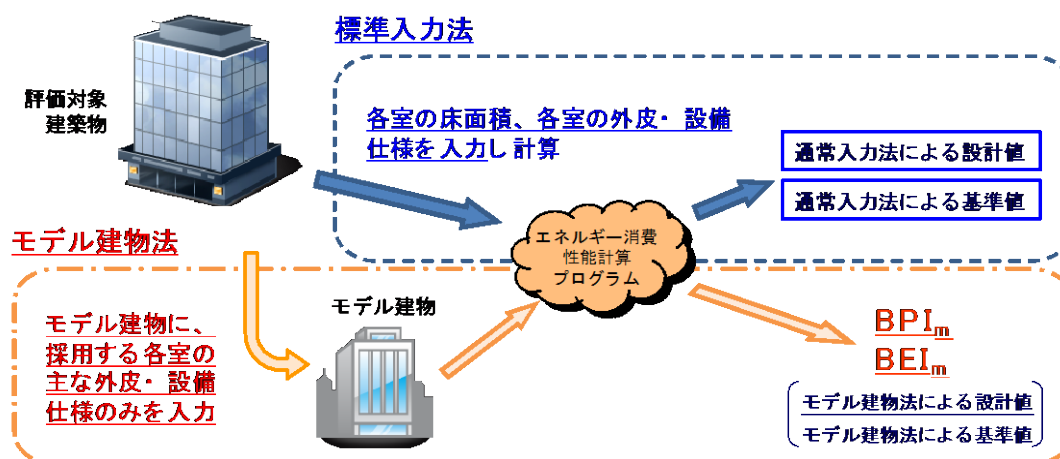 標準入力法
評価対象
建築物
各室の床面積、各室の外皮・設備
仕様を入力し計算
通常入力法による設計値
通常入力法による基準値
エネルギー消費
性能計算
プログラム
モデル建物法
モデル建物に、
採用する各室の
主な外皮・設備
仕様のみを入力
モデル建物
BPIm
BEIm
モデル建物法による設計値
モデル建物法による基準値